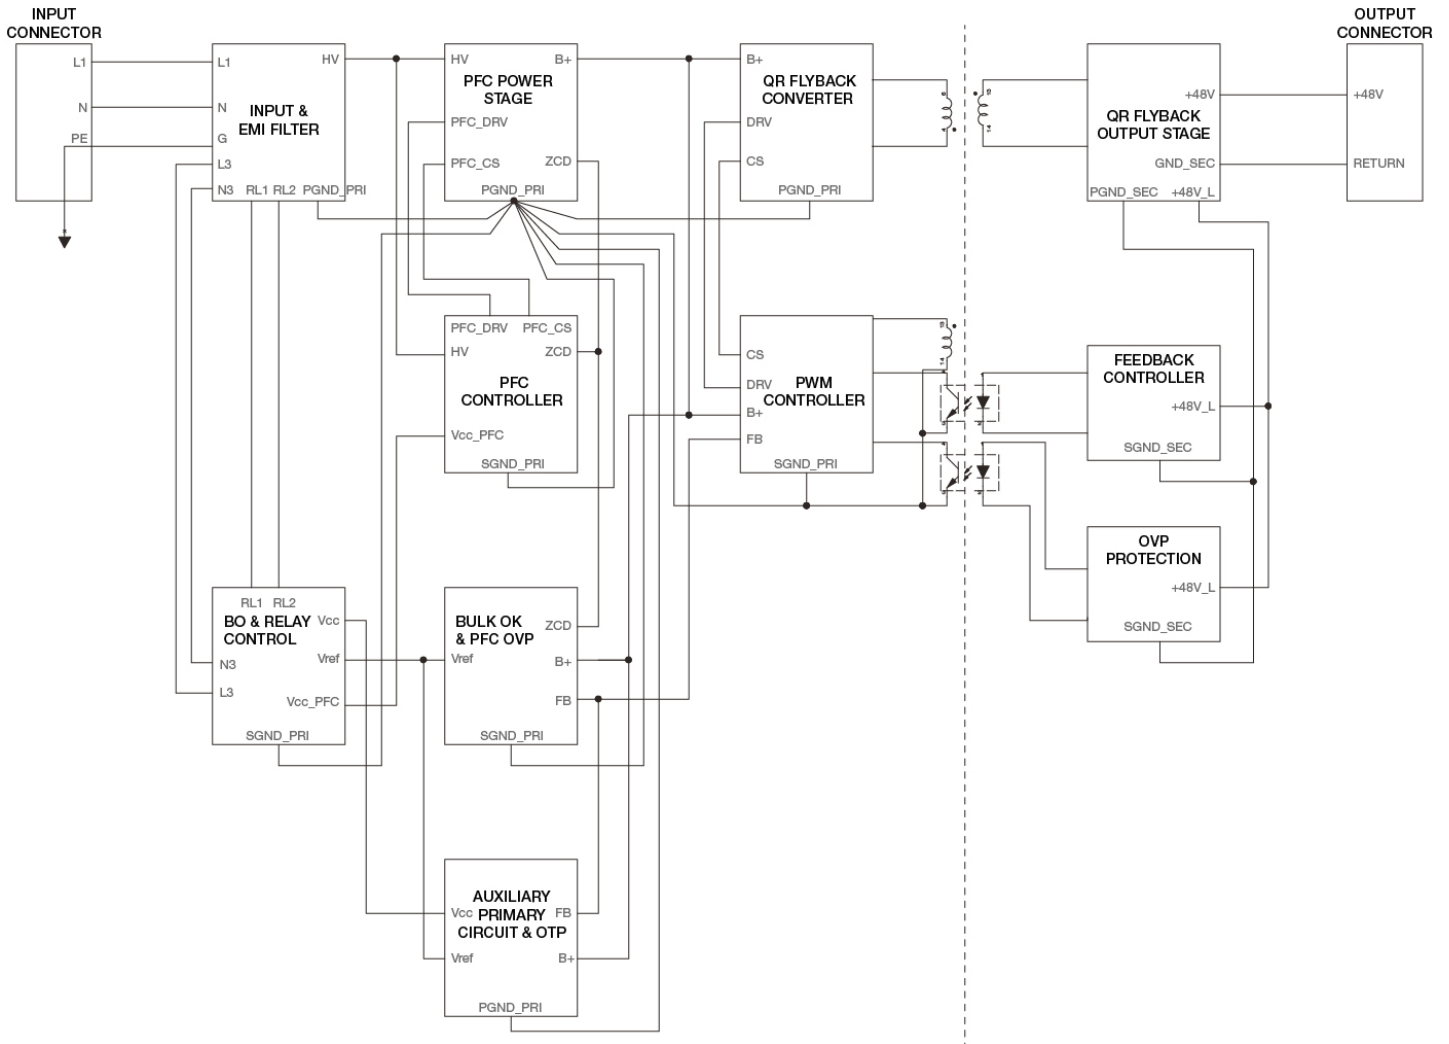 INPUT
CONNECTOR
L1
N
PE
L1
HV
N
INPUT &
EMI FILTER
G
L3
N3 RL1 RL2 PGND_PRI
HV
B+
PFC POWER
STAGE
PFC_DRV
PFC_CS
ZCD
PGND_PRI
B+
QR FLYBACK
CONVERTER
DRV
CS
PGND_PRI
+48V
QR FLYBACK
OUTPUT STAGE
GND_SEC
PGND_SEC +48V_L
OUTPUT
CONNECTOR
+48V
RETURN
PFC_DRV PFC_CS
HV
ZCD
PFC
CONTROLLER
Vcc_PFC
SGND_PRI
CS
PWM
CONTROLLER
DRV
B+
FB
SGND_PRI
FEEDBACK
CONTROLLER
+48V_L
SGND_SEC
OVP
PROTECTION
+48V_L
SGND_SEC
RL1 RL2
BO & RELAY
CONTROL
Vcc
Vref
N3
L3
Vcc_PFC
SGND_PRI
BULK OK
& PFC OVP
ZCD
Vref
B+
FB
SGND_PRI
AUXILIARY
PRIMARY
CIRCUIT & OTP
Vcc
FB
Vref
B+
PGND_PRI